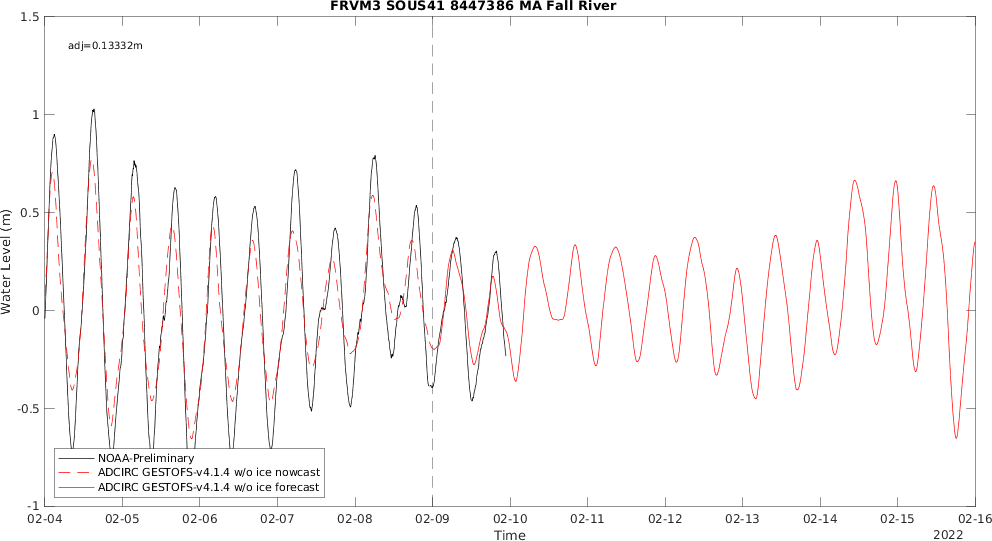 FRVM3 SOUS41 8447386 MA Fall River
1.5
adj=0.13332m
1
0.5
Water Level (m)
0
-0.5
NOAA-Preliminary
ADCIRC GESTOFS-v4.1.4 w/o ice nowcast
ADCIRC GESTOFS-v4.1.4 w/o ice forecast
-1
02-04 02-05 02-06 02-07 02-08 02-09 02-10 02-11 02-12 02-13 02-14 02-15 02-16
Time
2022